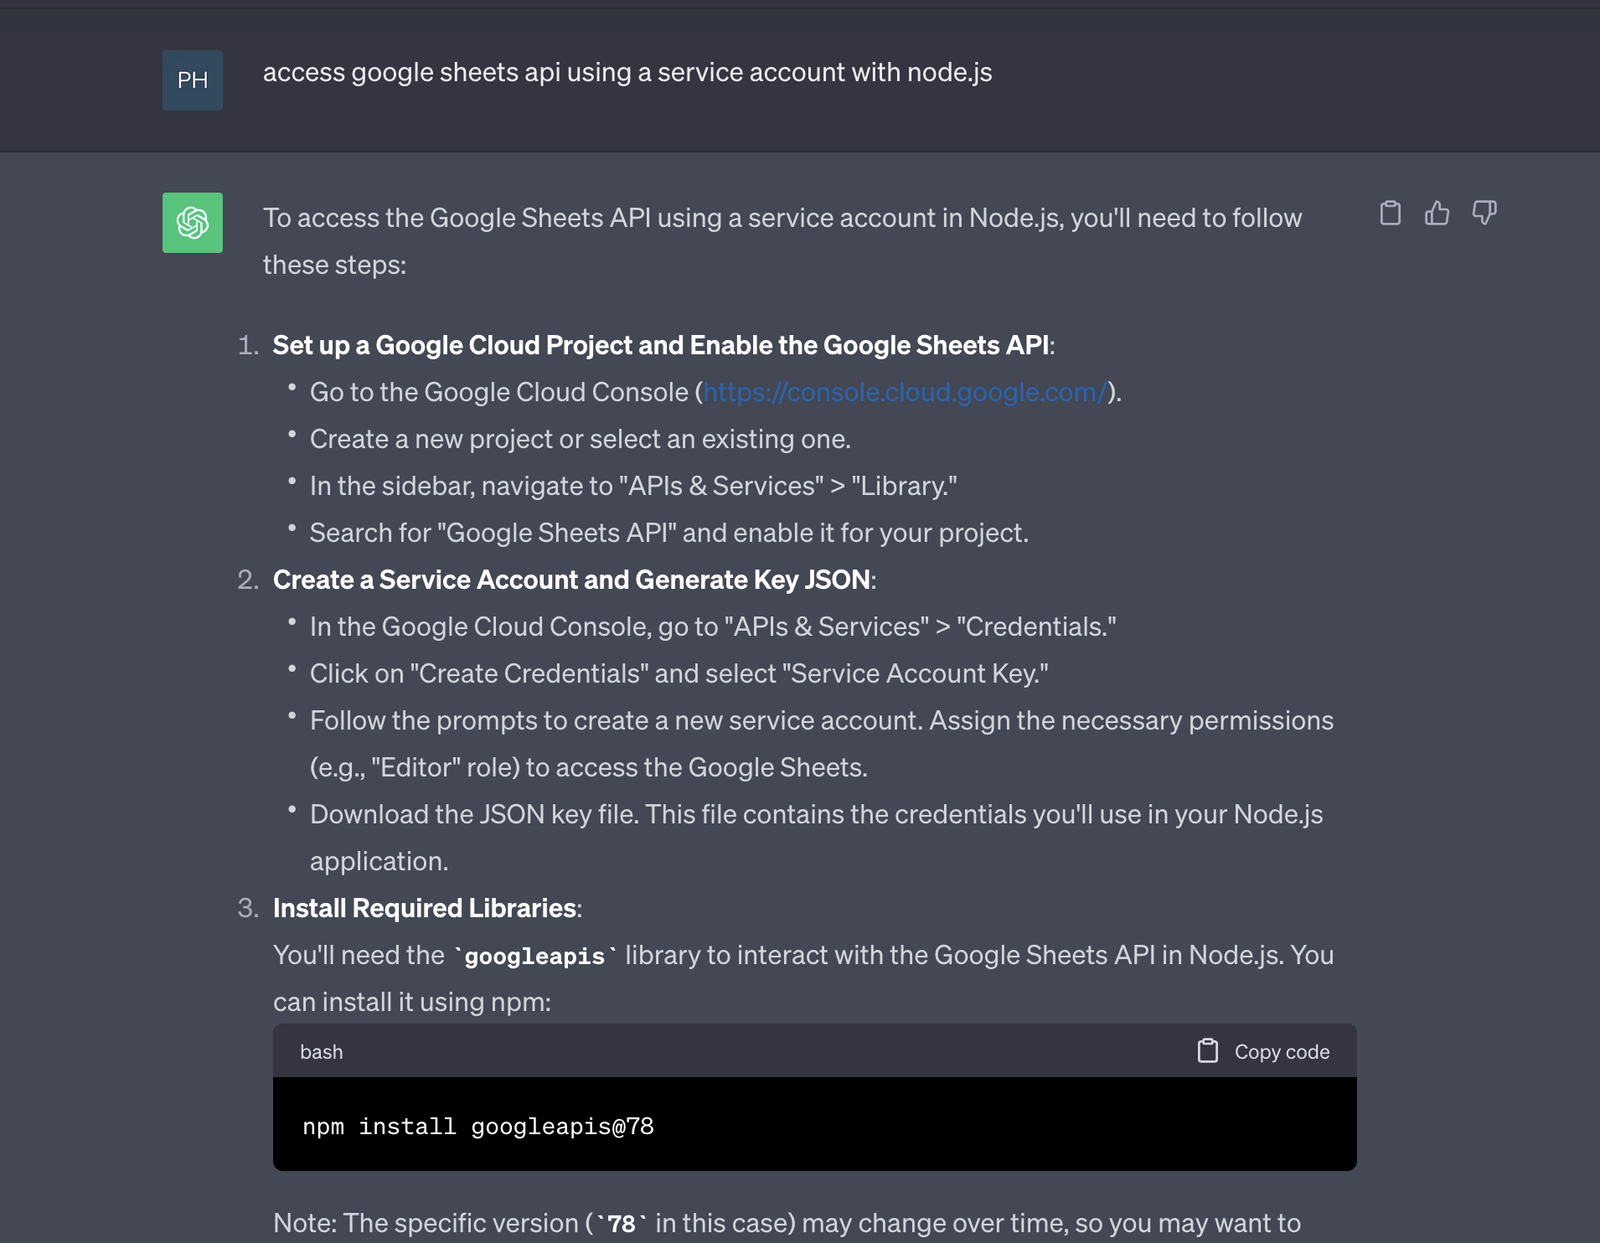 PH
access google sheets api using a service account with node.js
To access the Google Sheets API using a service account in Node.js, you'll need to follow
these steps:
1. Set up a Google Cloud Project and Enable the Google Sheets API:
• Go to the Google Cloud Console (https://console.cloud.google.com/).
• Create a new project or select an existing one.
• In the sidebar, navigate to "APIs & Services" > "Library."
• Search for "Google Sheets API" and enable it for your project.
2. Create a Service Account and Generate Key JSON:
• In the Google Cloud Console, go to "APIs & Services" > "Credentials."
• Click on "Create Credentials" and select "Service Account Key."
• Follow the prompts to create a new service account. Assign the necessary permissions
(e.g., "Editor" role) to access the Google Sheets.
• Download the JSON key file. This file contains the credentials you'll use in your Node.js
application.
3. Install Required Libraries:
You'll need the `googleapis` library to interact with the Google Sheets API in Node.js. You
can install it using npm:
bash Copy code
npm install googleapis@78
Note: The specific version (`78` in this case) may change over time, so you may want to